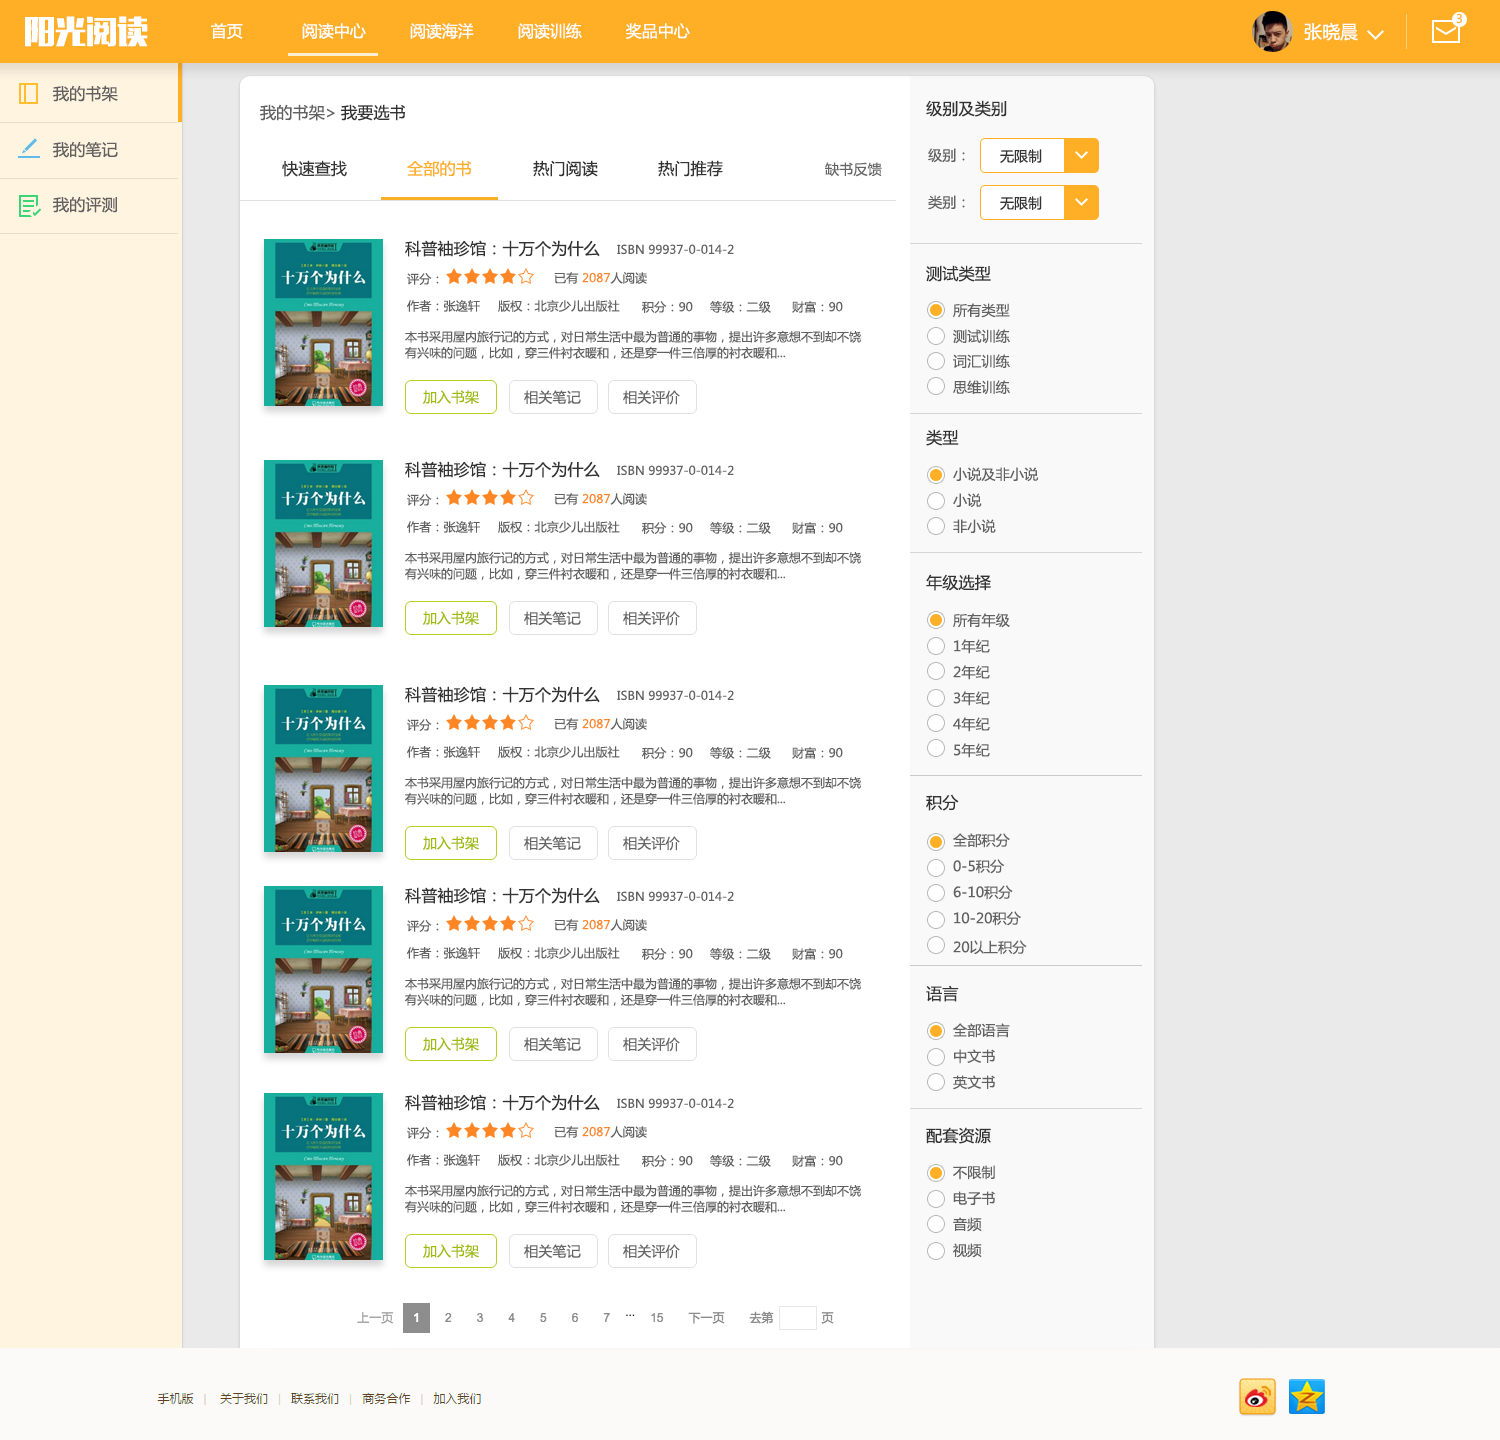 阳光阅读
首页 阅读中心 阅读海洋 阅读训练 奖品中心
张晓晨 3
我的书架
我的笔记
我的评测
我的书架> 我要选书
快速查找 全部的书 热门阅读 热门推荐 缺书反馈
十万个为什么
科普袖珍馆：十万个为什么 ISBN 99937-0-014-2
评分： 已有 2087人阅读
作者：张逸轩 版权：北京少儿出版社 积分：90 等级：二级 财富：90
本书采用屋内旅行记的方式，对日常生活中最为普通的事物，提出许多意想不到却不饶
有兴味的问题，比如，穿三件衬衣暖和，还是穿一件三倍厚的衬衣暖和...
加入书架 相关笔记 相关评价
十万个为什么
科普袖珍馆：十万个为什么 ISBN 99937-0-014-2
评分： 已有 2087人阅读
作者：张逸轩 版权：北京少儿出版社 积分：90 等级：二级 财富：90
本书采用屋内旅行记的方式，对日常生活中最为普通的事物，提出许多意想不到却不饶
有兴味的问题，比如，穿三件衬衣暖和，还是穿一件三倍厚的衬衣暖和...
加入书架 相关笔记 相关评价
十万个为什么
科普袖珍馆：十万个为什么 ISBN 99937-0-014-2
评分： 已有 2087人阅读
作者：张逸轩 版权：北京少儿出版社 积分：90 等级：二级 财富：90
本书采用屋内旅行记的方式，对日常生活中最为普通的事物，提出许多意想不到却不饶
有兴味的问题，比如，穿三件衬衣暖和，还是穿一件三倍厚的衬衣暖和...
加入书架 相关笔记 相关评价
十万个为什么
科普袖珍馆：十万个为什么 ISBN 99937-0-014-2
评分： 已有 2087人阅读
作者：张逸轩 版权：北京少儿出版社 积分：90 等级：二级 财富：90
本书采用屋内旅行记的方式，对日常生活中最为普通的事物，提出许多意想不到却不饶
有兴味的问题，比如，穿三件衬衣暖和，还是穿一件三倍厚的衬衣暖和...
加入书架 相关笔记 相关评价
十万个为什么
科普袖珍馆：十万个为什么 ISBN 99937-0-014-2
评分： 已有 2087人阅读
作者：张逸轩 版权：北京少儿出版社 积分：90 等级：二级 财富：90
本书采用屋内旅行记的方式，对日常生活中最为普通的事物，提出许多意想不到却不饶
有兴味的问题，比如，穿三件衬衣暖和，还是穿一件三倍厚的衬衣暖和...
加入书架 相关笔记 相关评价
上一页 1 2 3 4 5 6 7 ... 15 下一页 去第 页
级别及类别
级别： 无限制
类别： 无限制
测试类型
所有类型
测试训练
词汇训练
思维训练
类型
小说及非小说
小说
非小说
年级选择
所有年级
1年纪
2年纪
3年纪
4年纪
5年纪
积分
全部积分
0-5积分
6-10积分
10-20积分
20以上积分
语言
全部语言
中文书
英文书
配套资源
不限制
电子书
音频
视频
手机版 | 关于我们 | 联系我们 | 商务合作 | 加入我们